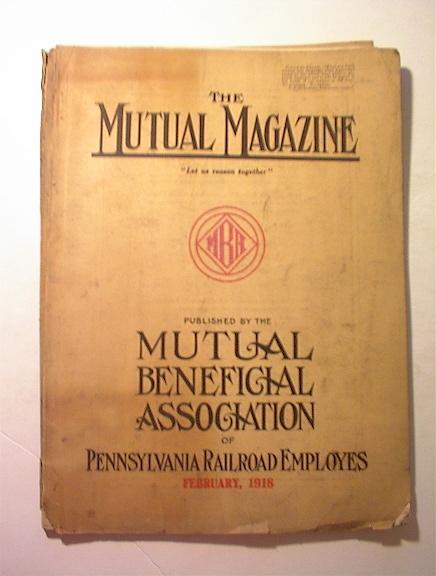 THE
MUTUAL MAGAZINE
"Let us reason together"
MBA
PUBLISHED BY THE
MUTUAL
BENEFICIAL
ASSOCIATION
OF
PENNSYLVANIA RAILROAD EMPLOYES
FEBRUARY, 1918